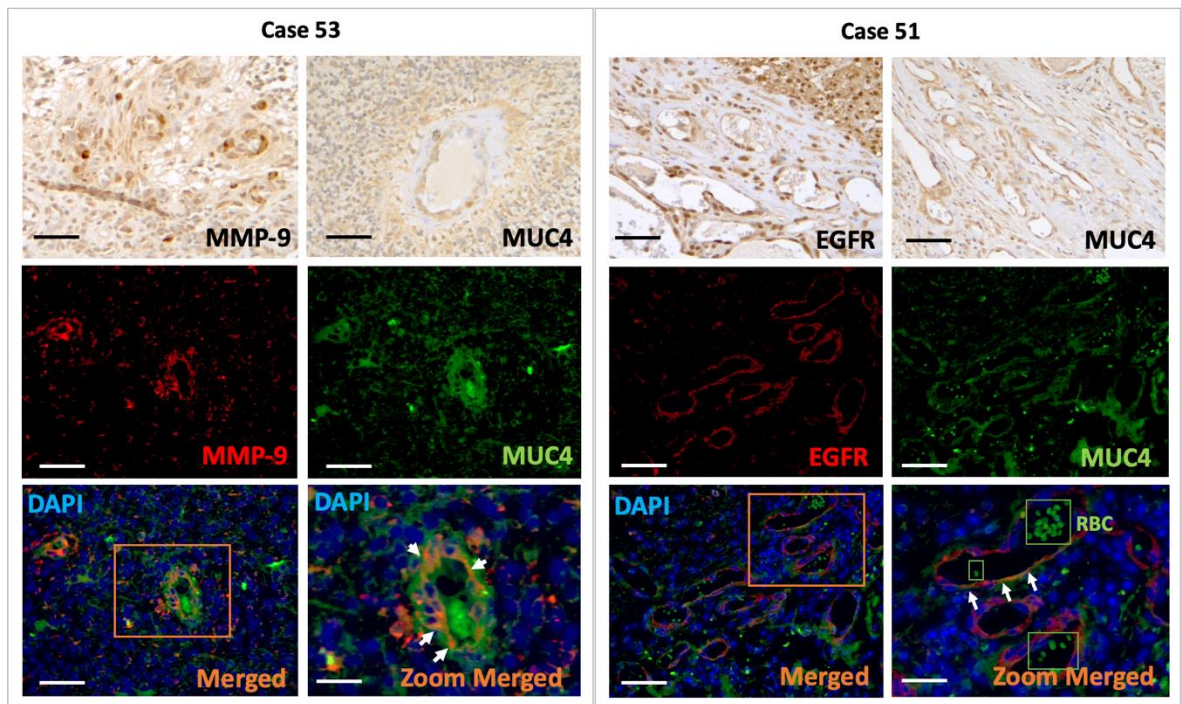 Case 53
MMP-9
MUC4
MMP-9
MUC4
DAPI
Merged
Zoom Merged
Case 51
EGFR
MUC4
EGFR
MUC4
DAPI
RBC
Merged
Zoom Merged